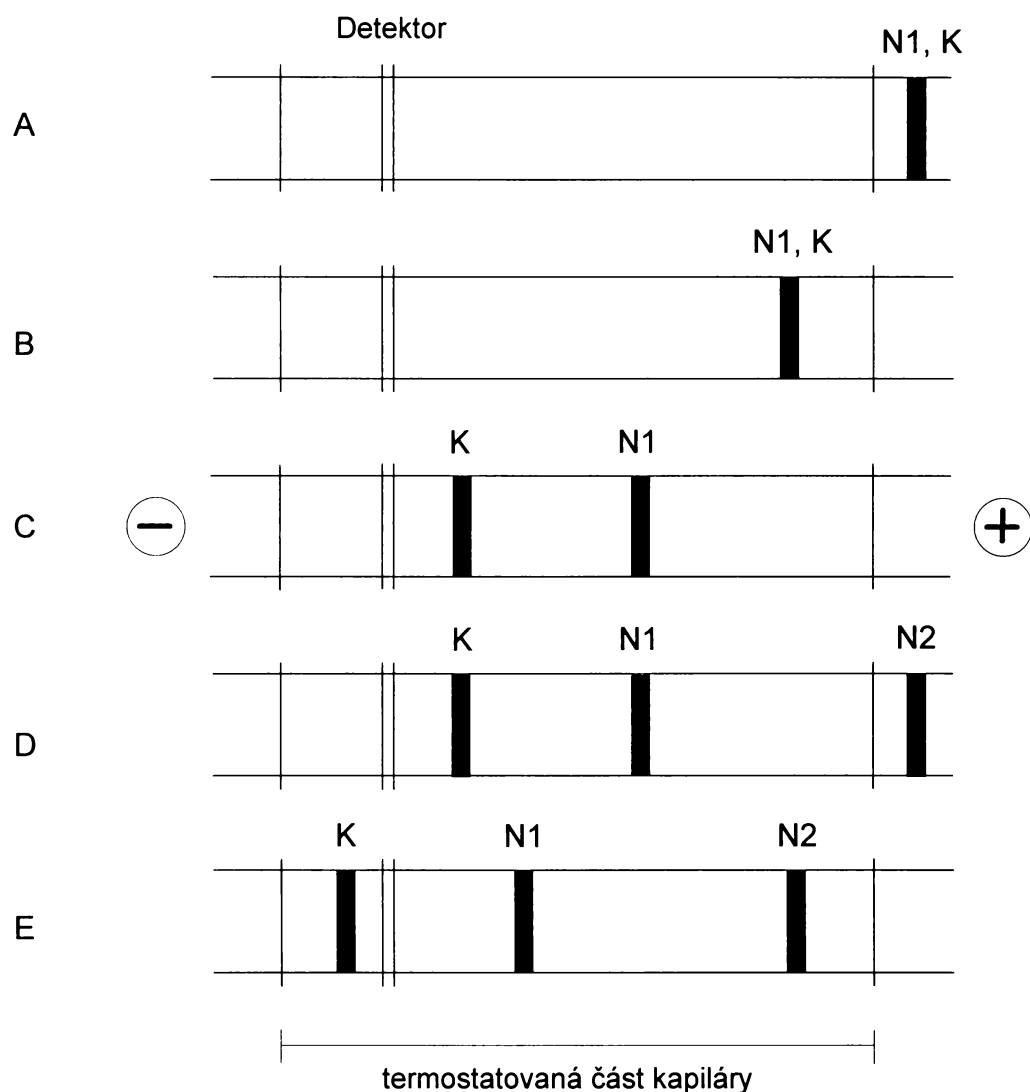 Detektor
N1, K
A
N1, K
B
K N1
C − +
K N1 N2
D
K N1 N2
E
termostatovaná část kapiláry